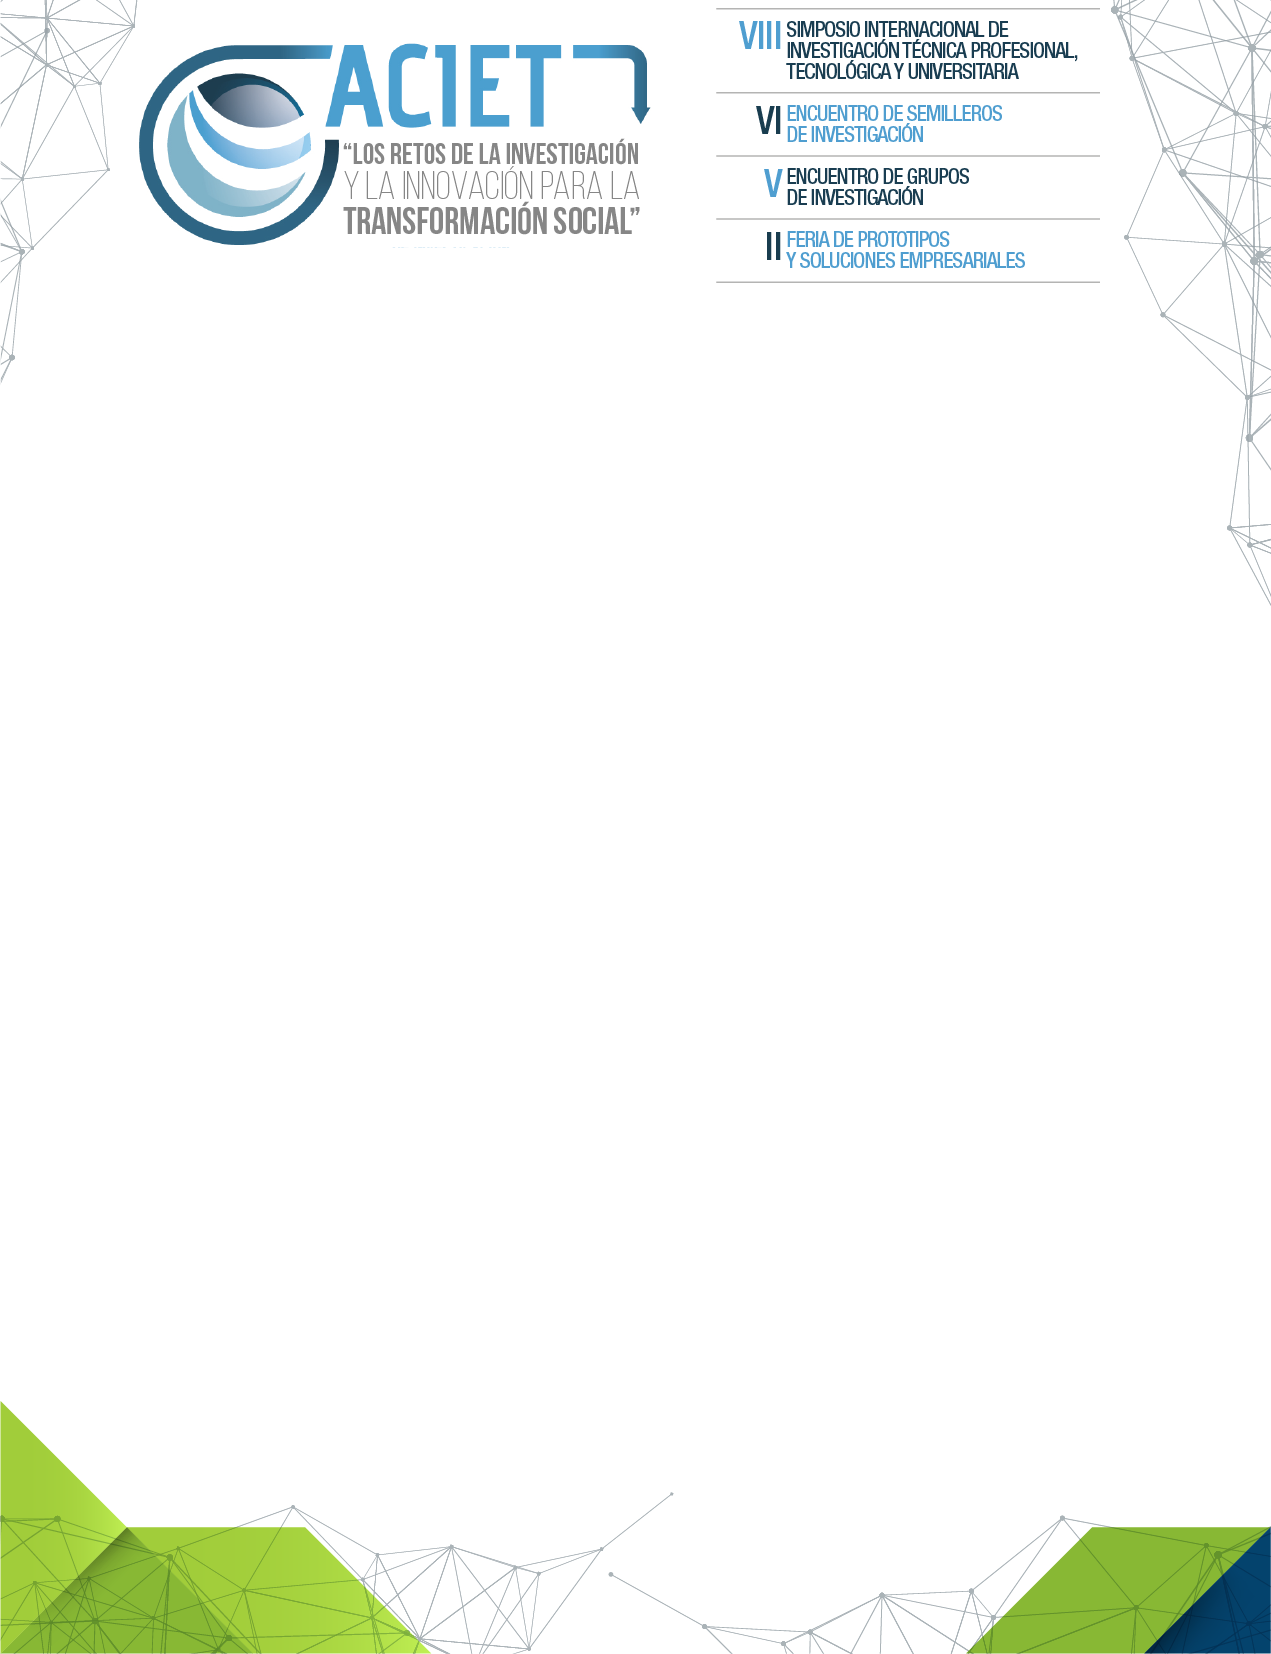 ACIET
“LOS RETOS DE LA INVESTIGACIÓN
Y LA INNOVACIÓN PARA LA
TRANSFORMACIÓN SOCIAL”
VIII SIMPOSIO INTERNACIONAL DE
INVESTIGACIÓN TÉCNICA PROFESIONAL,
TECNOLÓGICA Y UNIVERSITARIA
VI ENCUENTRO DE SEMILLEROS
DE INVESTIGACIÓN
V ENCUENTRO DE GRUPOS
DE INVESTIGACIÓN
II FERIA DE PROTOTIPOS
Y SOLUCIONES EMPRESARIALES